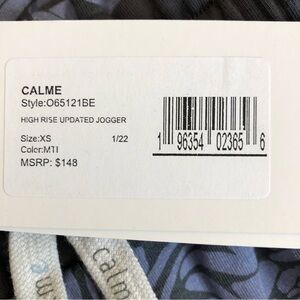 CALME
Style:O65121BE
HIGH RISE UPDATED JOGGER
Size:XS 1/22
Color:MTI
MSRP: $148
1 96354 02365 6
calm